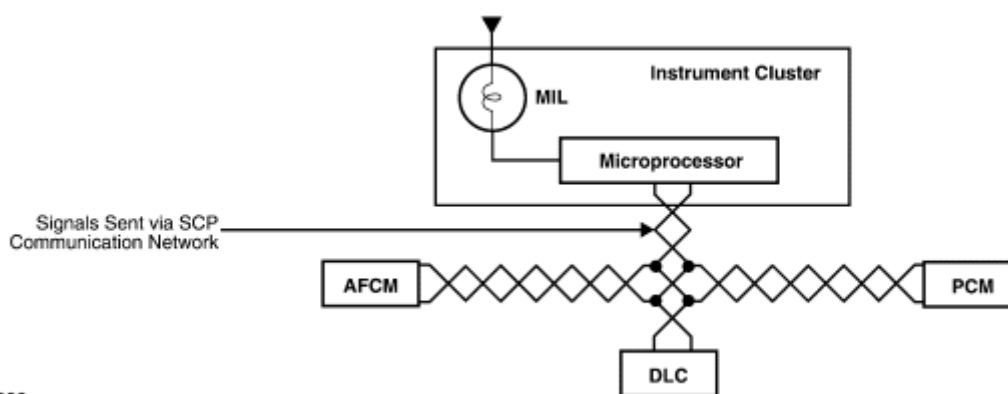 Instrument Cluster
MIL
Microprocessor
Signals Sent via SCP
Communication Network
AFCM
PCM
DLC